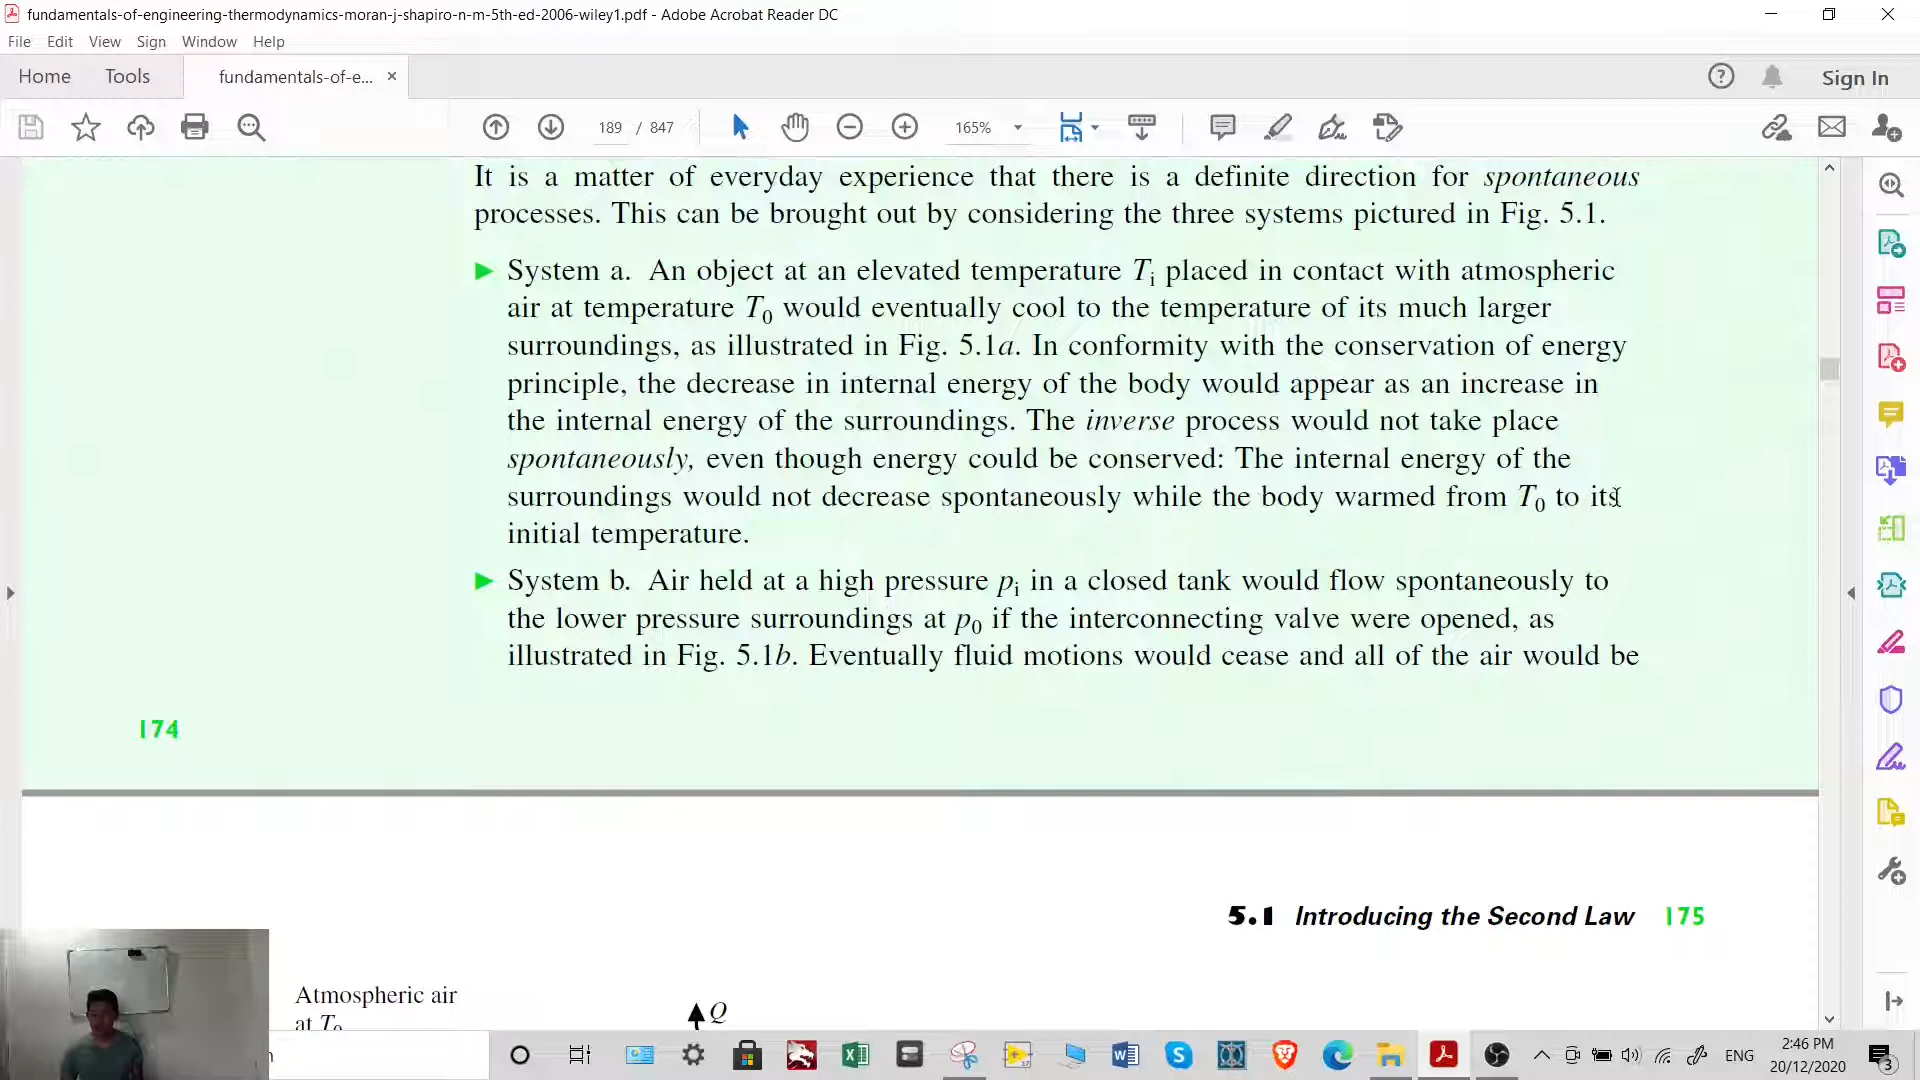 fundamentals-of-engineering-thermodynamics-moran-j-shapiro-n-m-5th-ed-2006-wiley1.pdf - Adobe Acrobat Reader DC
File Edit View Sign Window Help
Home Tools fundamentals-of-e... × Sign In
189 / 847 165%
It is a matter of everyday experience that there is a definite direction for spontaneous
processes. This can be brought out by considering the three systems pictured in Fig. 5.1.
► System a. An object at an elevated temperature Ti placed in contact with atmospheric
air at temperature T0 would eventually cool to the temperature of its much larger
surroundings, as illustrated in Fig. 5.1a. In conformity with the conservation of energy
principle, the decrease in internal energy of the body would appear as an increase in
the internal energy of the surroundings. The inverse process would not take place
spontaneously, even though energy could be conserved: The internal energy of the
surroundings would not decrease spontaneously while the body warmed from T0 to its
initial temperature.
► System b. Air held at a high pressure pi in a closed tank would flow spontaneously to
the lower pressure surroundings at p0 if the interconnecting valve were opened, as
illustrated in Fig. 5.1b. Eventually fluid motions would cease and all of the air would be
174
5.1 Introducing the Second Law 175
Atmospheric air
at T0
Q
ENG
2:46 PM
20/12/2020
3